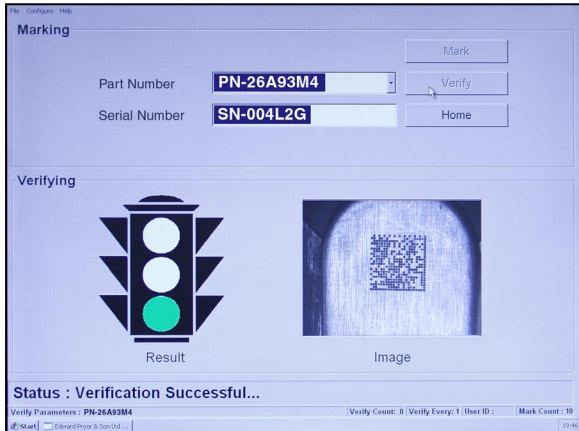 File Configure Help
Marking
Mark
Part Number PN-26A93M4 Verify
Serial Number SN-004L2G Home
Verifying
Result Image
Status : Verification Successful...
Verify Parameters : PN-26A93M4 Verify Count: 0 Verify Every: 1 User ID : Mark Count : 10
Start Edward Pryor & Son Ltd ... 19:46